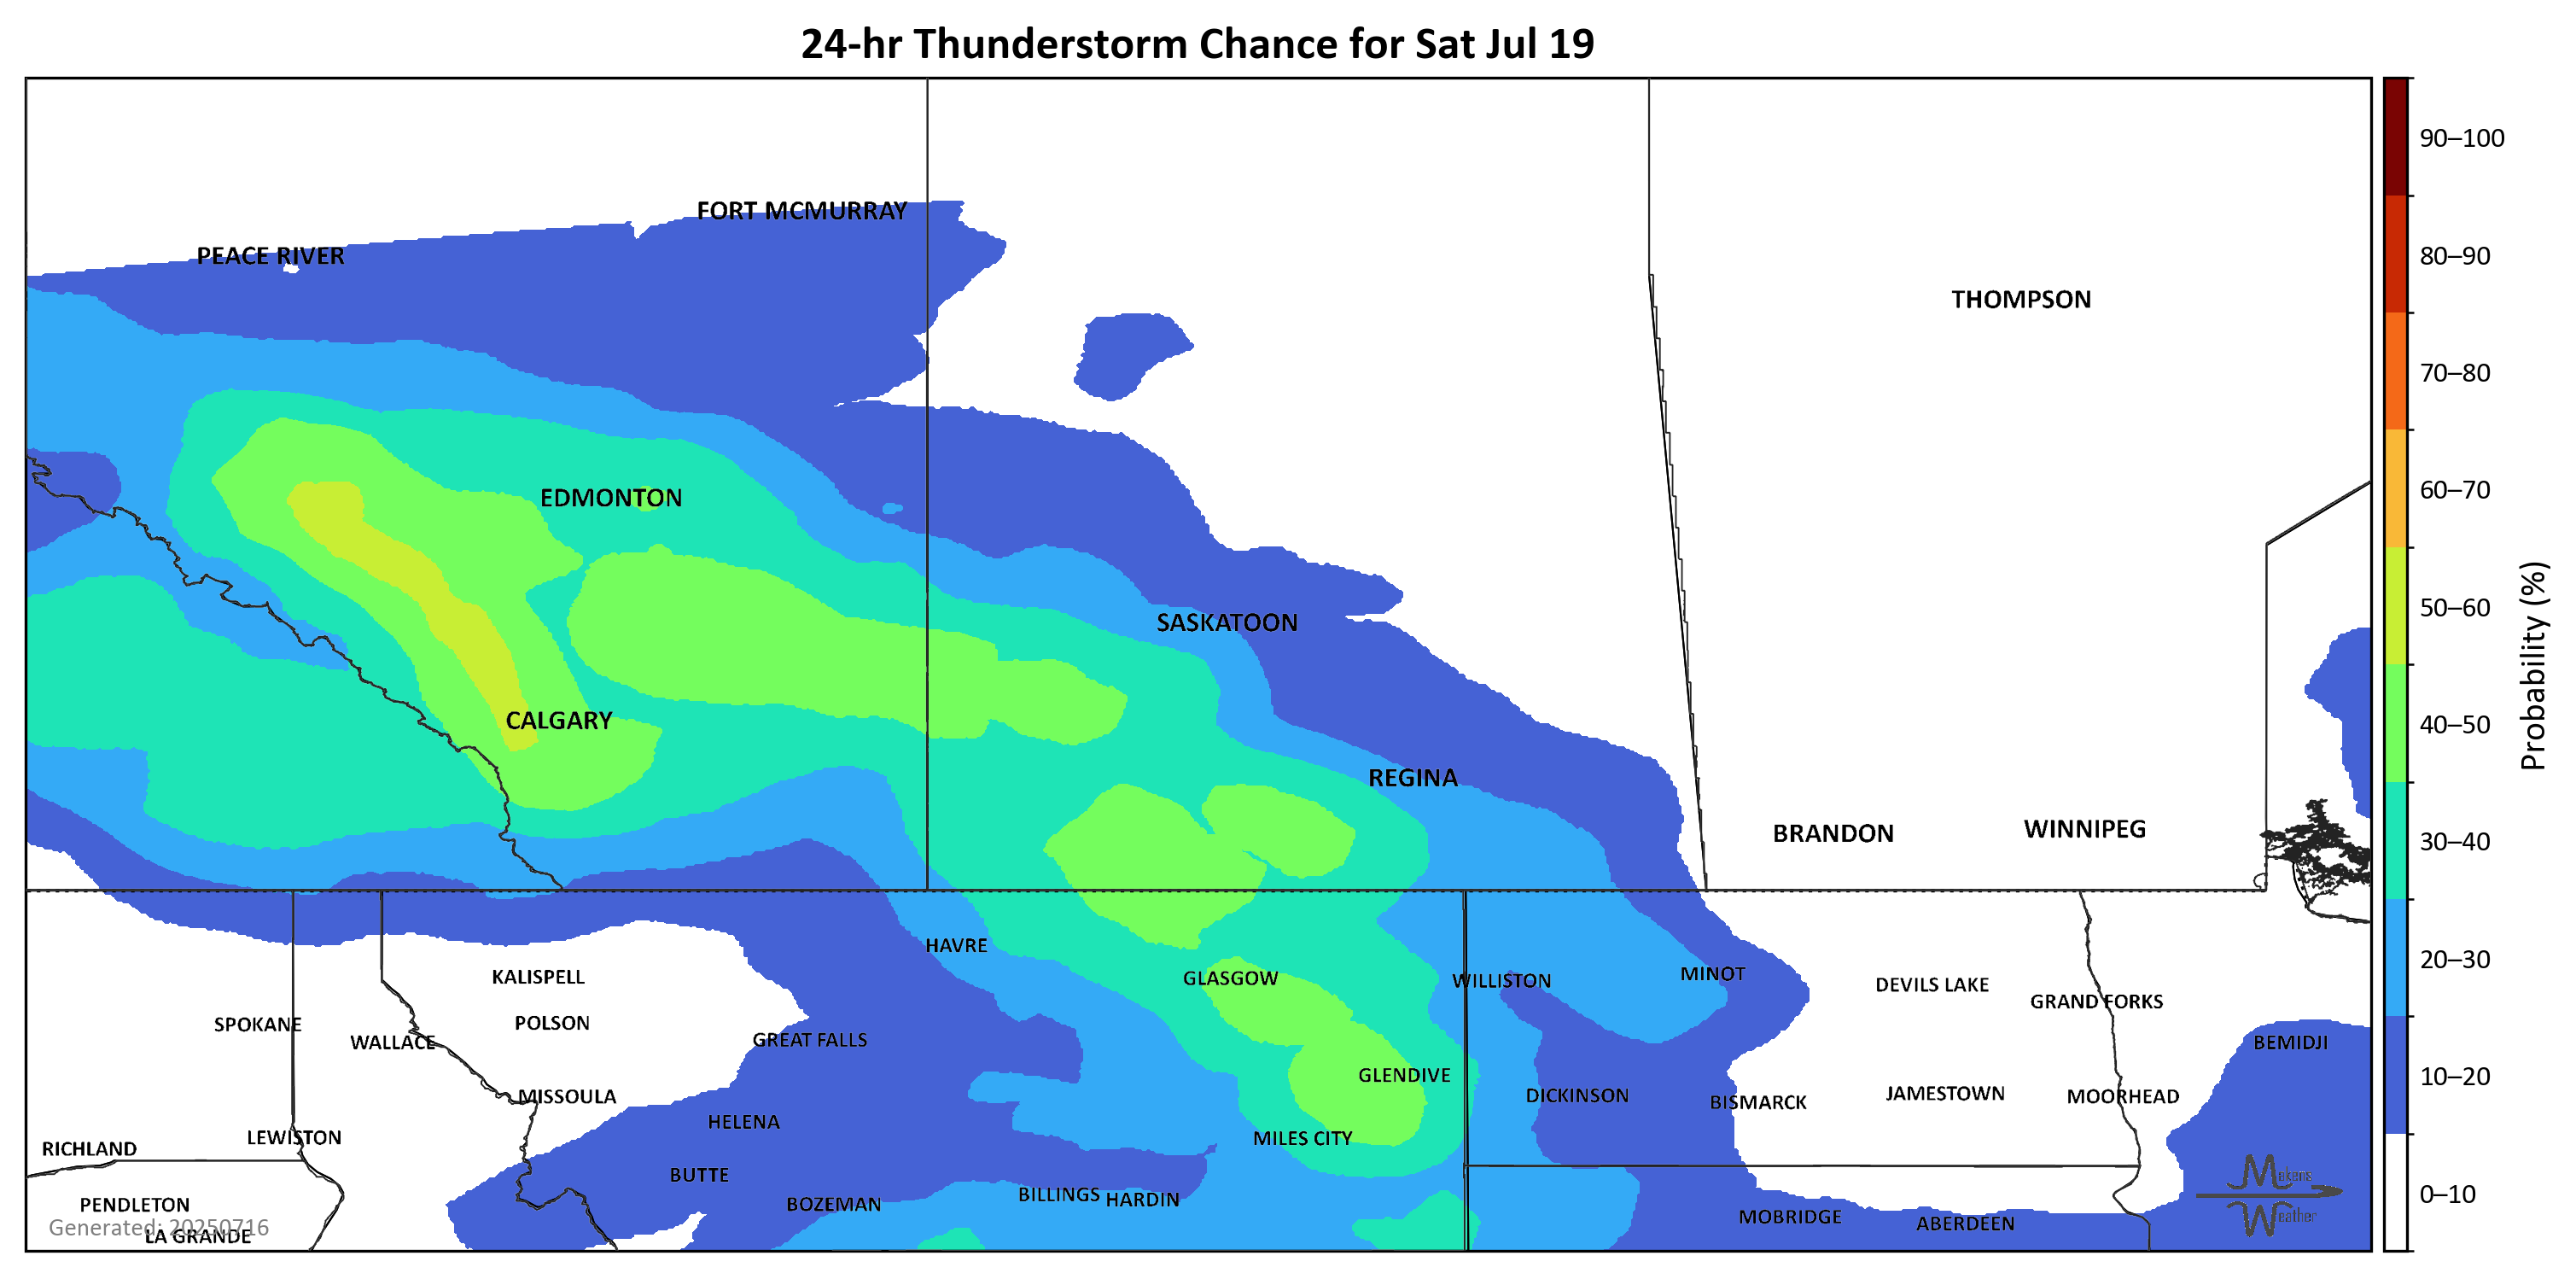 24-hr Thunderstorm Chance for Sat Jul 19
90–100
FORT MCMURRAY
PEACE RIVER
80–90
THOMPSON
70–80
EDMONTON
60–70
SASKATOON
50–60
Probability (%)
CALGARY
40–50
REGINA
BRANDON
WINNIPEG
30–40
HAVRE
20–30
KALISPELL
GLASGOW
WILLISTON
MINOT
DEVILS LAKE
GRAND FORKS
SPOKANE
POLSON
WALLACE
GREAT FALLS
BEMIDJI
GLENDIVE
10–20
MISSOULA
DICKINSON
BISMARCK
JAMESTOWN
MOORHEAD
HELENA
LEWISTON
MILES CITY
RICHLAND
BUTTE
Mekens
BILLINGS
HARDIN
0–10
PENDLETON
BOZEMAN
Weather
MOBRIDGE
ABERDEEN
Generated: 20250716
LA GRANDE